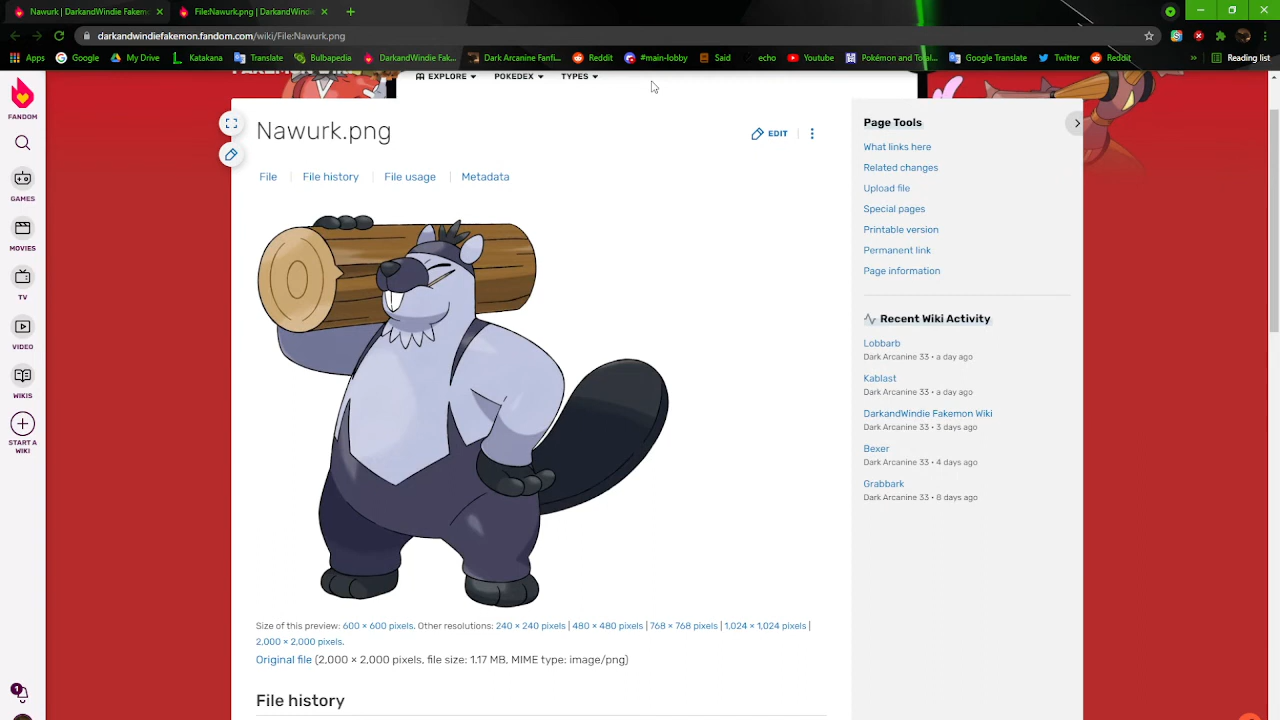 Nawurk | DarkandWindie Fakem
File:Nawurk.png | DarkandWindie
darkandwindiefakemon.fandom.com/wiki/File:Nawurk.png
Apps
Google
My Drive
Katakana
Translate
Bulbapedia
DarkandWindie Fak...
Dark Arcanine Fanfi...
Reddit
#main-lobby
Said
echo
Youtube
Pokémon and Total...
Google Translate
Twitter
Reddit
»
Reading list
EXPLORE
POKEDEX
TYPES
FANDOM
GAMES
MOVIES
TV
VIDEO
WIKIS
START A
WIKI
1
Nawurk.png
EDIT
File
File history
File usage
Metadata
Size of this preview: 600 × 600 pixels. Other resolutions: 240 × 240 pixels | 480 × 480 pixels | 768 × 768 pixels | 1,024 × 1,024 pixels |
2,000 × 2,000 pixels.
Original file (2,000 × 2,000 pixels, file size: 1.17 MB, MIME type: image/png)
File history
Page Tools
What links here
Related changes
Upload file
Special pages
Printable version
Permanent link
Page information
Recent Wiki Activity
Lobbarb
Dark Arcanine 33 • a day ago
Kablast
Dark Arcanine 33 • a day ago
DarkandWindie Fakemon Wiki
Dark Arcanine 33 • 3 days ago
Bexer
Dark Arcanine 33 • 4 days ago
Grabbark
Dark Arcanine 33 • 8 days ago